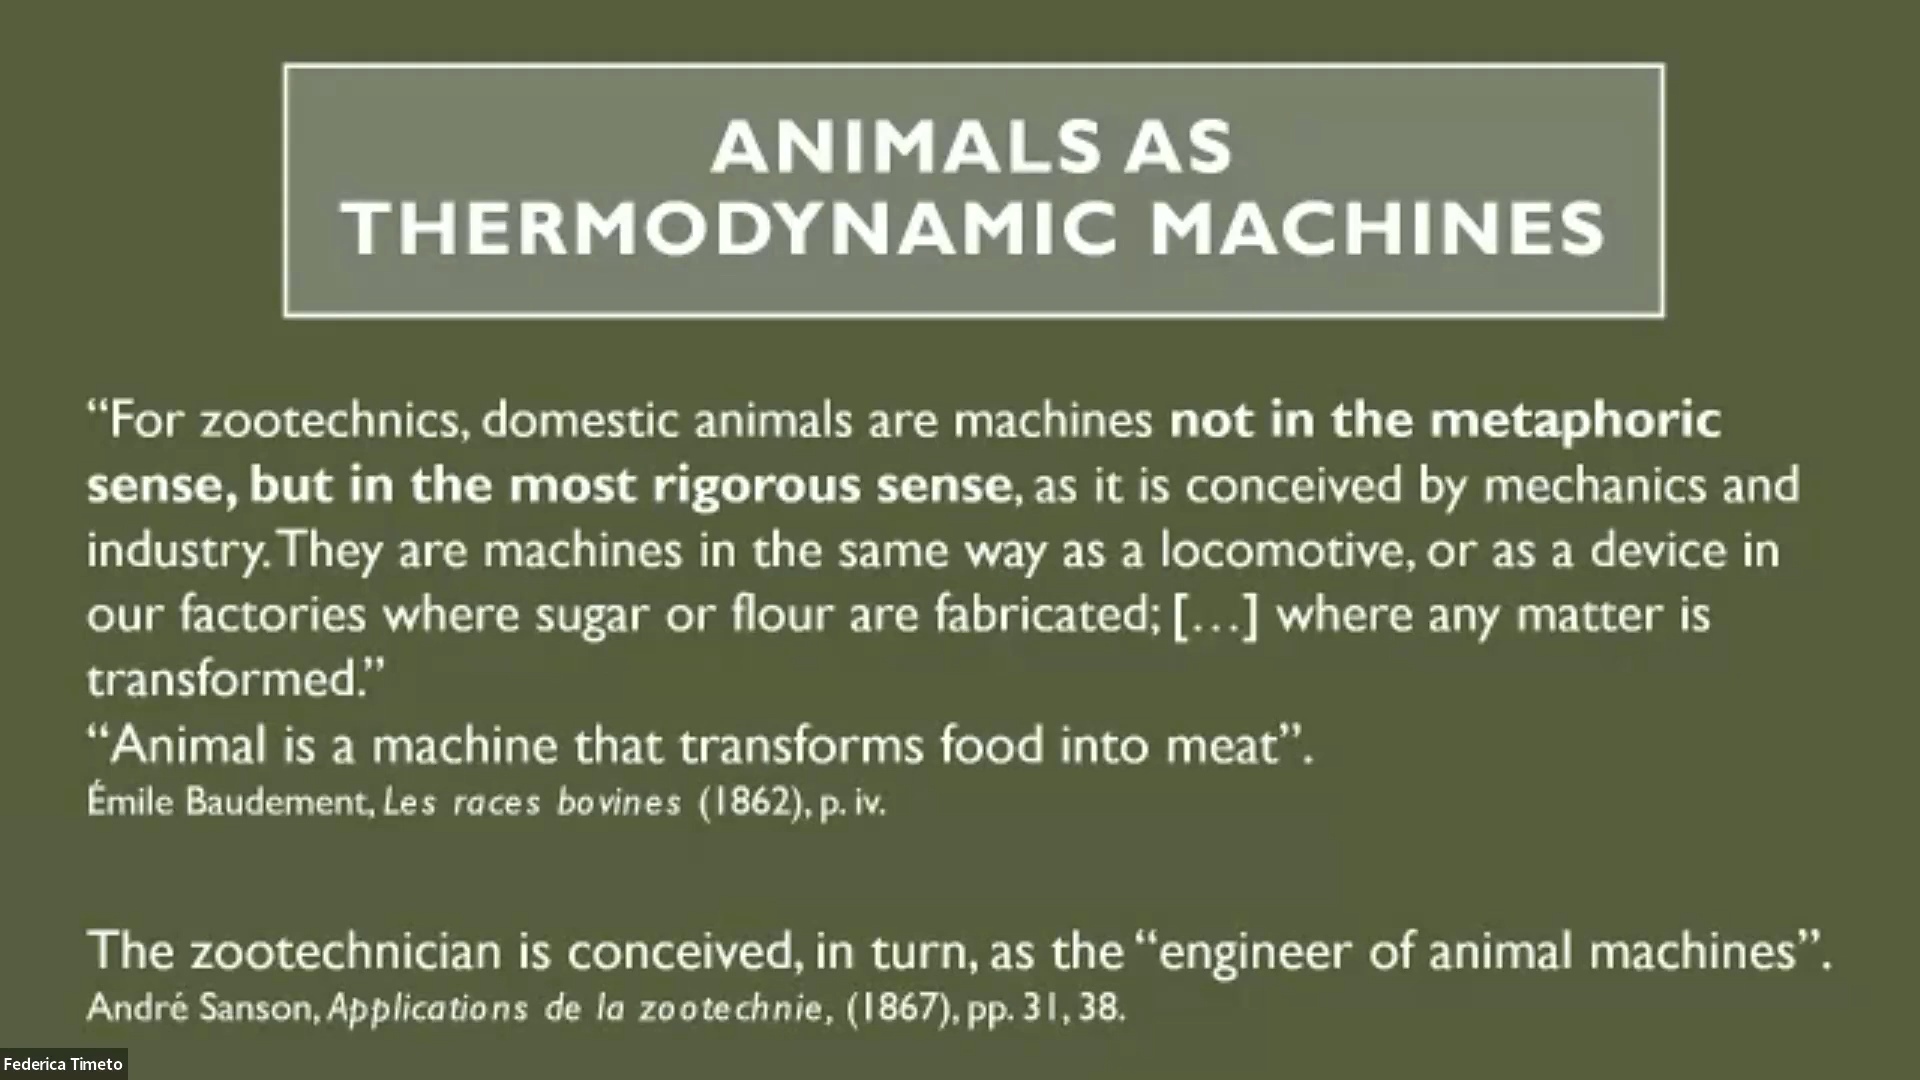 ANIMALS AS
THERMODYNAMIC MACHINES
“For zootechnics, domestic animals are machines not in the metaphoric
sense, but in the most rigorous sense, as it is conceived by mechanics and
industry. They are machines in the same way as a locomotive, or as a device in
our factories where sugar or flour are fabricated; […] where any matter is
transformed.”
“Animal is a machine that transforms food into meat”.
Émile Baudement, Les races bovines (1862), p. iv.
The zootechnician is conceived, in turn, as the “engineer of animal machines”.
André Sanson, Applications de la zootechnie, (1867), pp. 31, 38.
Federica Timeto